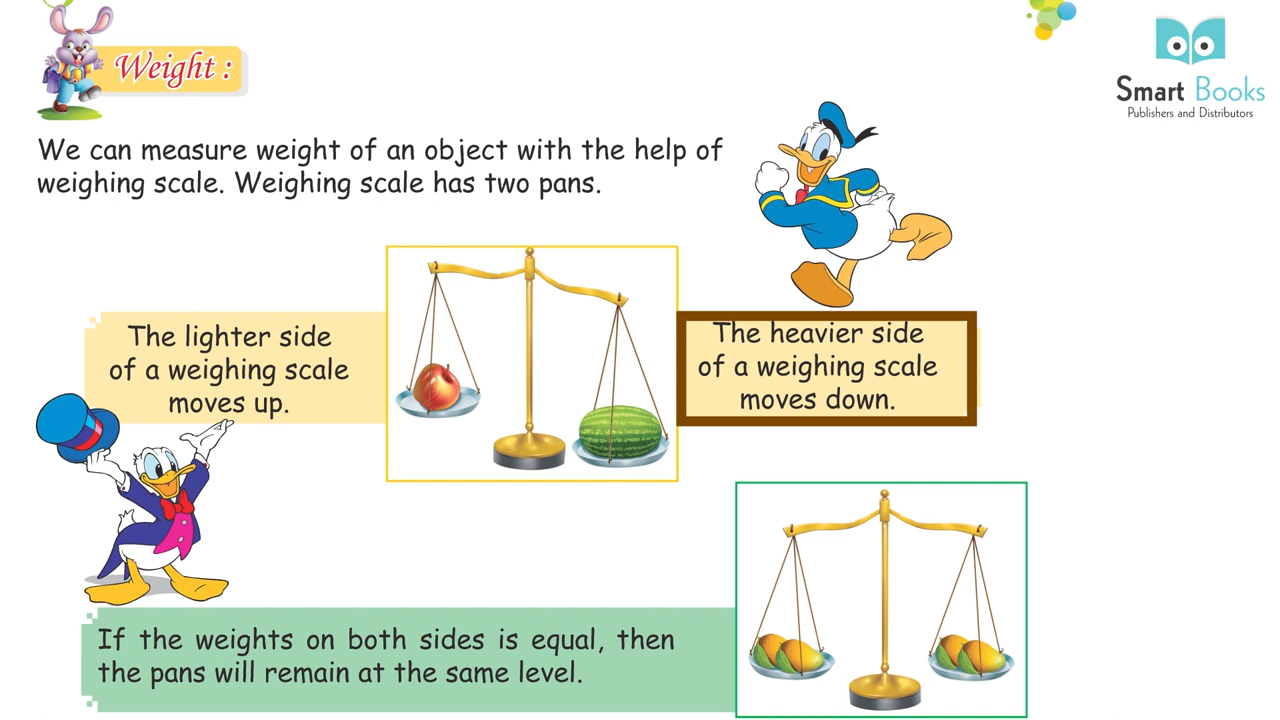 Weight :
Smart Books
Publishers and Distributors
We can measure weight of an object with the help of
weighing scale. Weighing scale has two pans.
The lighter side
of a weighing scale
moves up.
The heavier side
of a weighing scale
moves down.
If the weights on both sides is equal, then
the pans will remain at the same level.